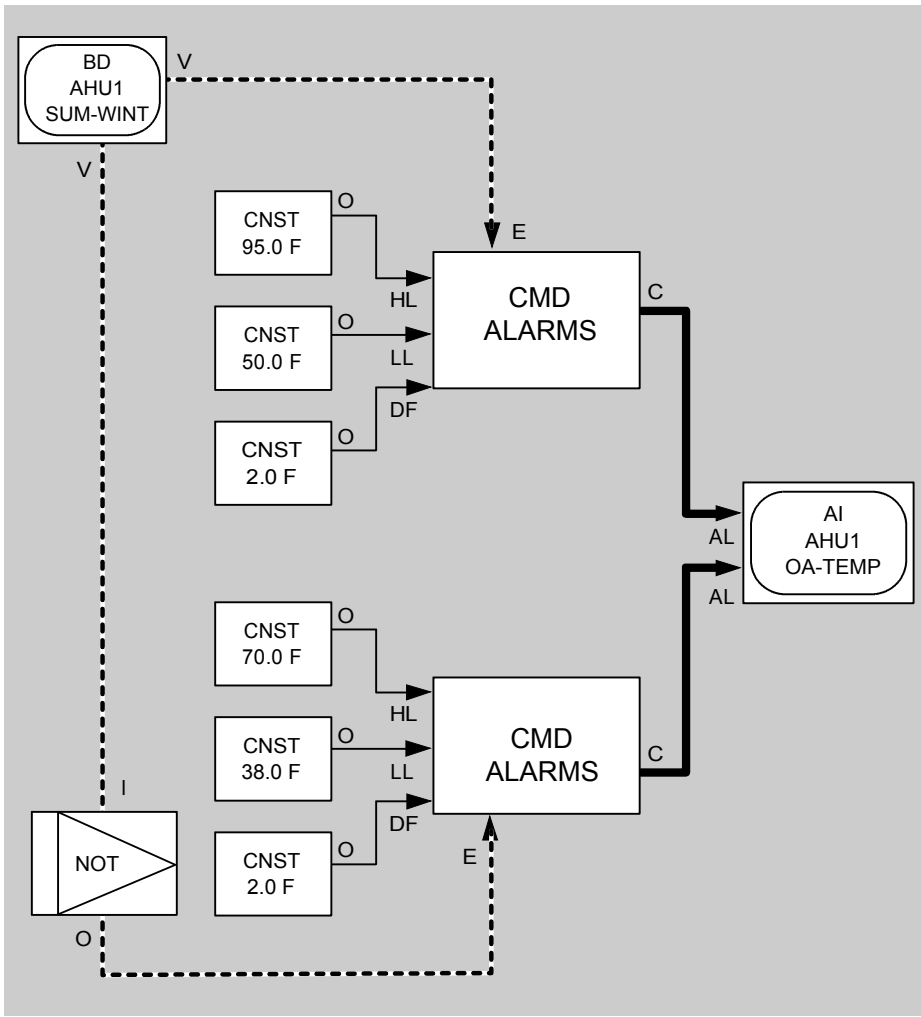 BD
AHU1
SUM-WINT
V
V
E
CNST
95.0 F
O
HL
CNST
50.0 F
O
LL
CNST
2.0 F
O
DF
CMD
ALARMS
C
AI
AHU1
OA-TEMP
AL
AL
CNST
70.0 F
O
HL
CNST
38.0 F
O
LL
CNST
2.0 F
O
DF
CMD
ALARMS
C
E
I
NOT
O